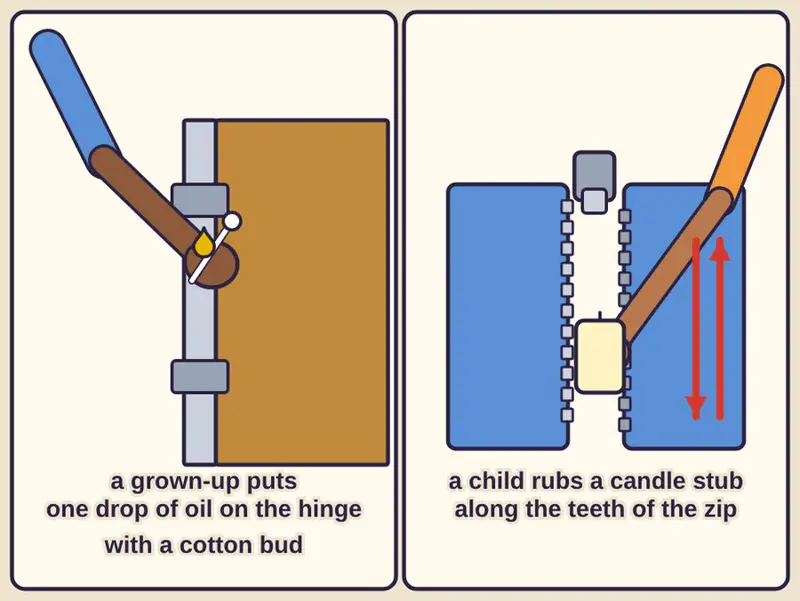 a grown-up puts
one drop of oil on the hinge
with a cotton bud
a child rubs a candle stub
along the teeth of the zip